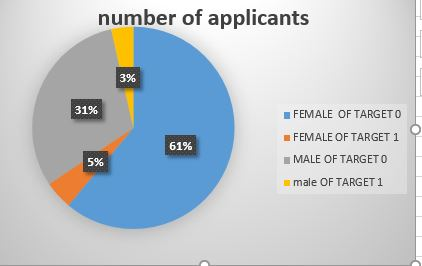 number of applicants
3%
31%
61%
5%
FEMALE OF TARGET 0
FEMALE OF TARGET 1
MALE OF TARGET 0
male OF TARGET 1